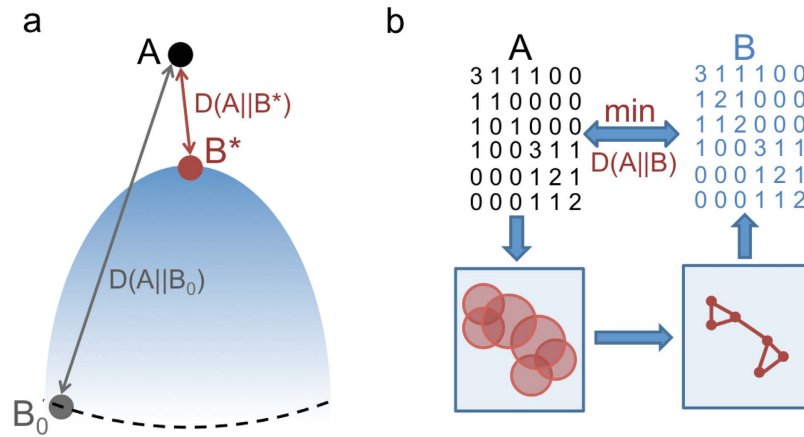 a
A
D(A||B*)
B*
D(A||B₀)
B₀
b
A
3 1 1 1 0 0
1 1 0 0 0 0
1 0 1 0 0 0
1 0 0 3 1 1
0 0 0 1 2 1
0 0 0 1 1 2
min
D(A||B)
B
3 1 1 1 0 0
1 2 1 0 0 0
1 1 2 0 0 0
1 0 0 3 1 1
0 0 0 1 2 1
0 0 0 1 1 2